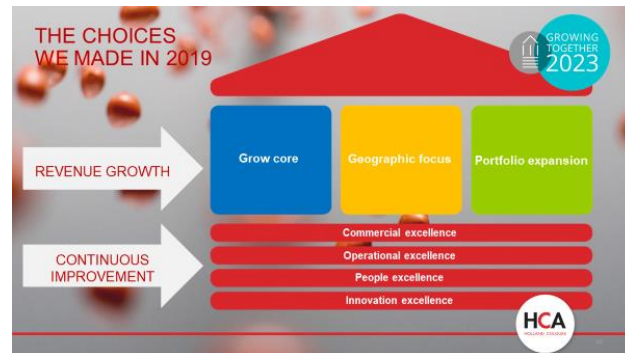 THE CHOICES
WE MADE IN 2019
GROWING
TOGETHER
2023
REVENUE GROWTH
Grow core
Geographic focus
Portfolio expansion
CONTINUOUS
IMPROVEMENT
Commercial excellence
Operational excellence
People excellence
Innovation excellence
HCA
HOLLAND COLOURS